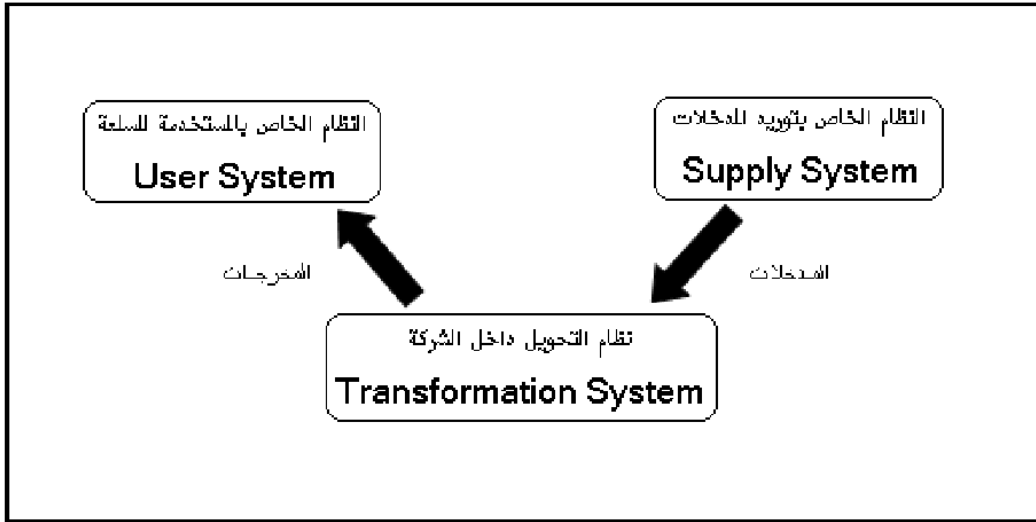 النظام الخاص بتوريد المدخلات
Supply System
النظام الخاص بالمستخدمة للسلعة
User System
المدخلات
المخرجات
نظام التحويل داخل الشركة
Transformation System